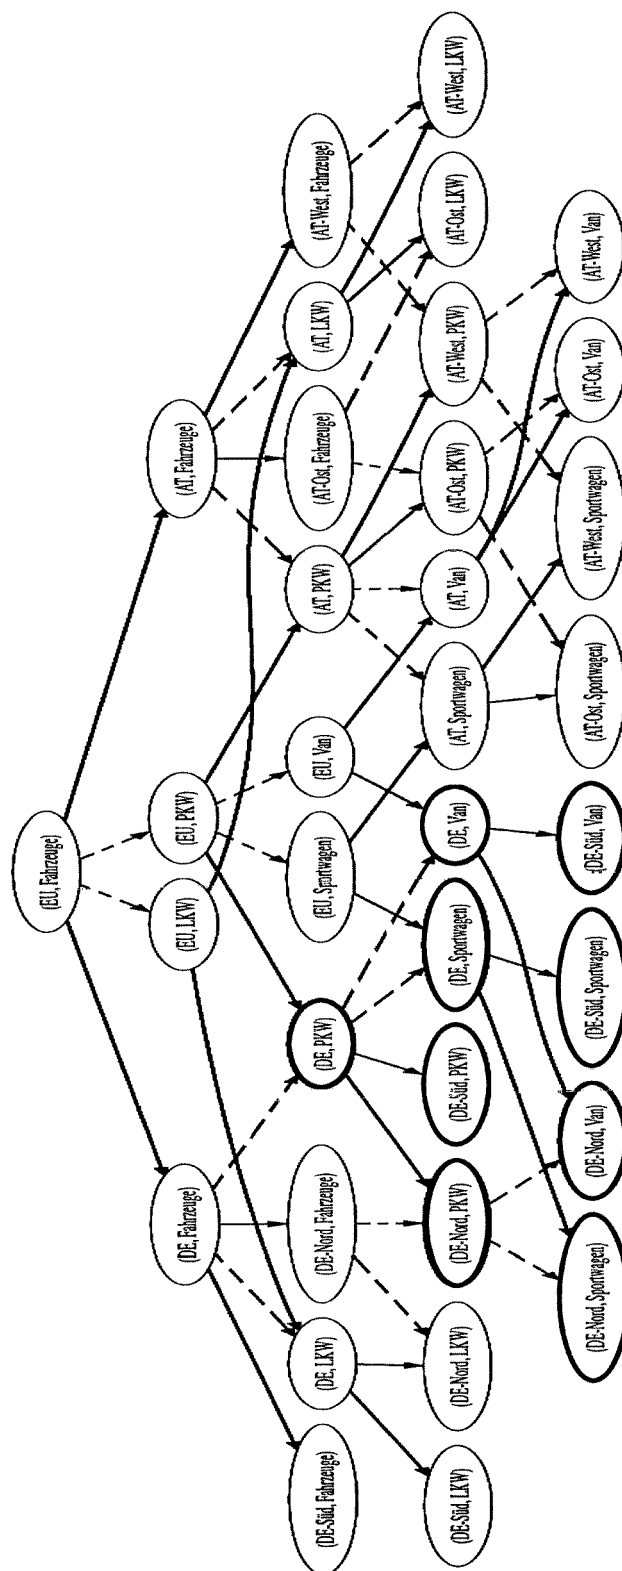 (EU, Fahrzeuge)
(DE, Fahrzeuge)
(EU, LKW)
(EU, PKW)
(AT, Fahrzeuge)
(DE-Süd, Fahrzeuge)
(DE, LKW)
(DE-Nord, Fahrzeuge)
(DE, PKW)
(EU, Sportwagen)
(EU, Van)
(AT, PKW)
(AT-Ost, Fahrzeuge)
(AT, LKW)
(AT-West, Fahrzeuge)
(DE-Süd, LKW)
(DE-Nord, LKW)
(DE-Nord, PKW)
(DE-Süd, PKW)
(DE, Sportwagen)
(DE, Van)
(AT, Sportwagen)
(AT, Van)
(AT-Ost, PKW)
(AT-West, PKW)
(AT-Ost, LKW)
(AT-West, LKW)
(DE-Nord, Sportwagen)
(DE-Nord, Van)
(DE-Süd, Sportwagen)
(DE-Süd, Van)
(AT-Ost, Sportwagen)
(AT-West, Sportwagen)
(AT-Ost, Van)
(AT-West, Van)